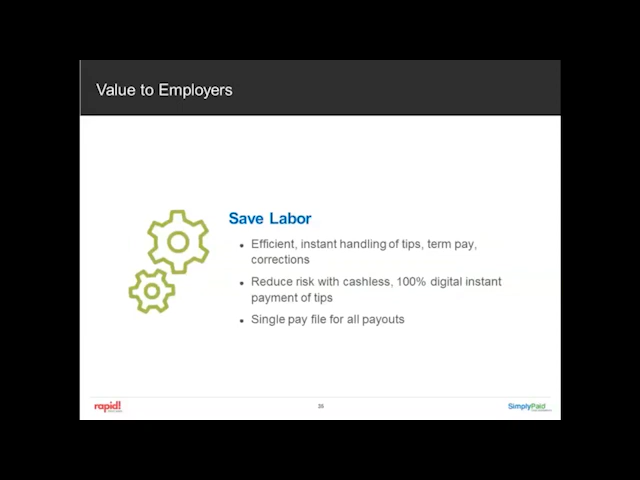 Value to Employers
Save Labor
• Efficient, instant handling of tips, term pay,
corrections
• Reduce risk with cashless, 100% digital instant
payment of tips
• Single pay file for all payouts
rapid!
35
SimplyPaid